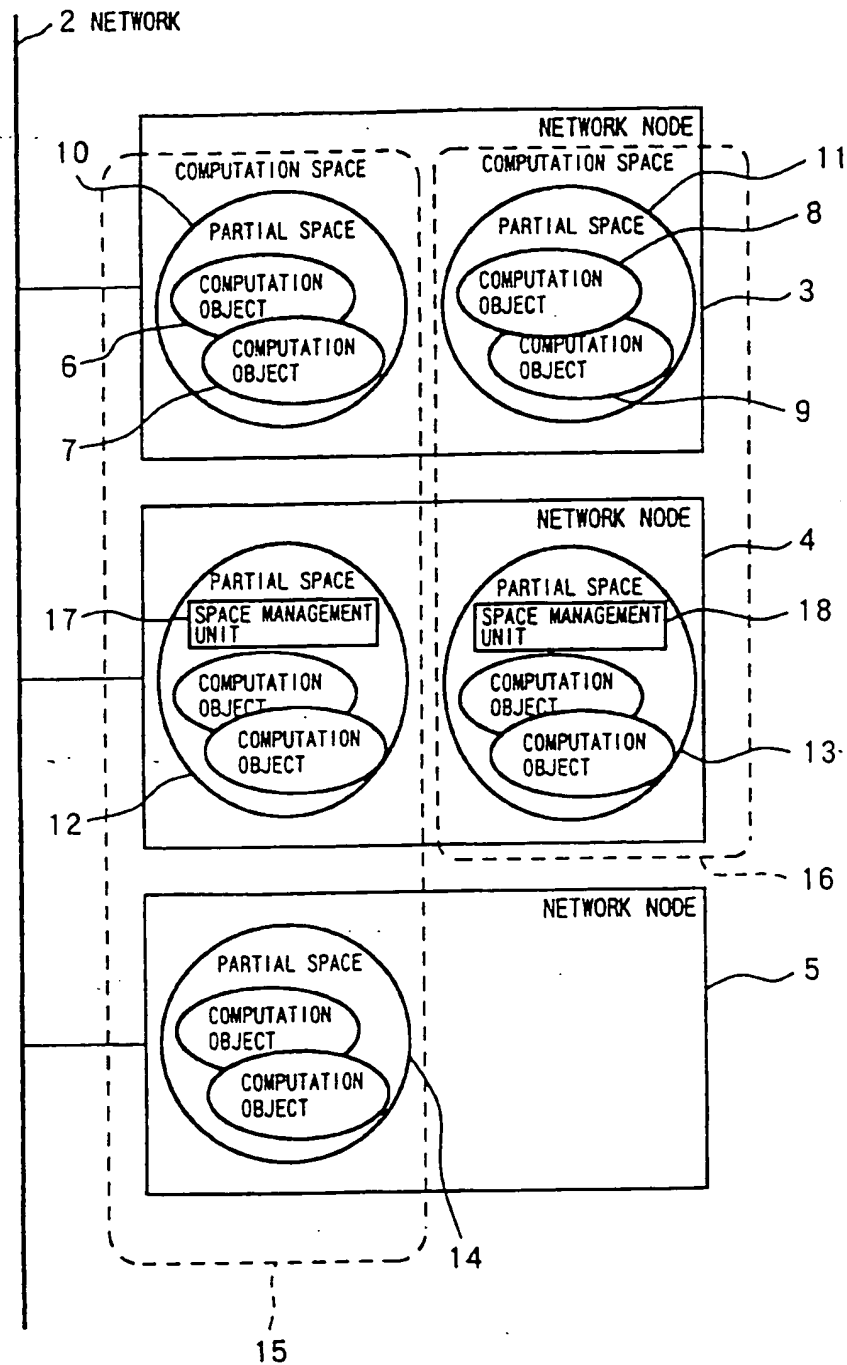 2 NETWORK
NETWORK NODE
10
COMPUTATION SPACE
COMPUTATION SPACE
11
PARTIAL SPACE
PARTIAL SPACE
8
COMPUTATION
OBJECT
COMPUTATION
OBJECT
3
6
COMPUTATION
OBJECT
COMPUTATION
OBJECT
7
9
NETWORK NODE
4
PARTIAL SPACE
PARTIAL SPACE
17
SPACE MANAGEMENT
UNIT
SPACE MANAGEMENT
UNIT
18
COMPUTATION
OBJECT
COMPUTATION
OBJECT
COMPUTATION
OBJECT
COMPUTATION
OBJECT
13
12
16
NETWORK NODE
PARTIAL SPACE
5
COMPUTATION
OBJECT
COMPUTATION
OBJECT
14
15